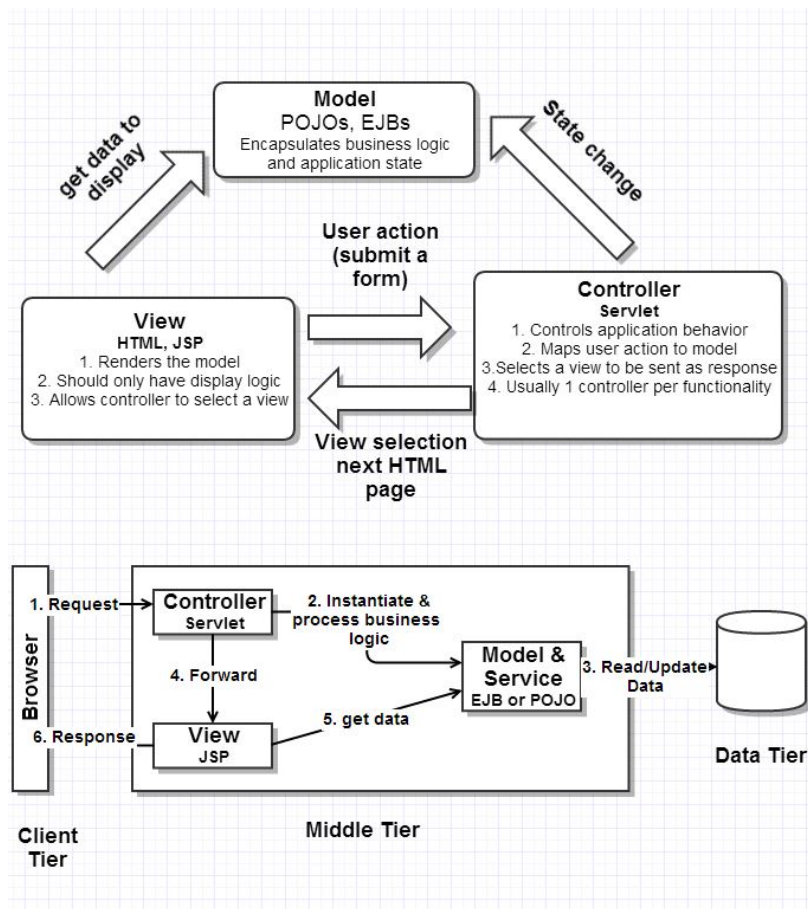 Model
POJOs, EJBs
Encapsulates business logic
and application state
get data to
display
State change
User action
(submit a
form)
View
HTML, JSP
1. Renders the model
2. Should only have display logic
3. Allows controller to select a view
Controller
Servlet
1. Controls application behavior
2. Maps user action to model
3.Selects a view to be sent as response
4. Usually 1 controller per functionality
View selection
next HTML
page
Browser
1. Request
Controller
Servlet
2. Instantiate &
process business
logic
4. Forward
Model &
Service
EJB or POJO
3. Read/Update
Data
5. get data
6. Response
View
JSP
Data Tier
Middle Tier
Client
Tier